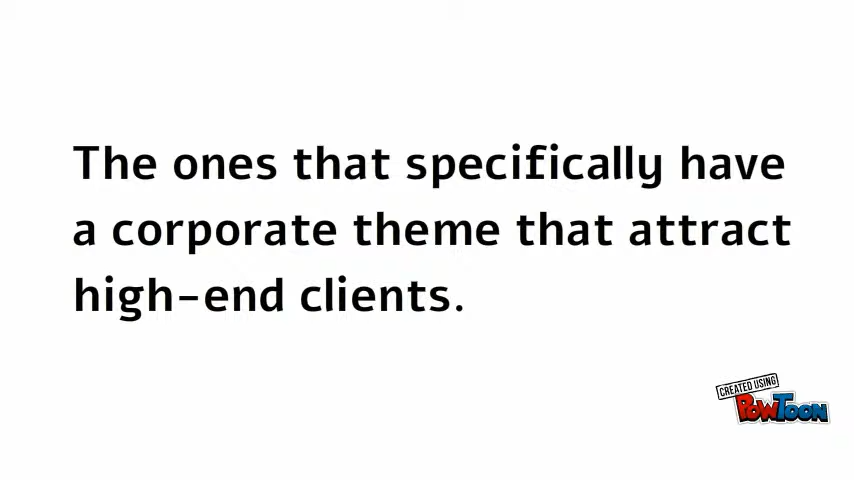 The ones that specifically have
a corporate theme that attract
high-end clients.
CREATED USING
POWTOON